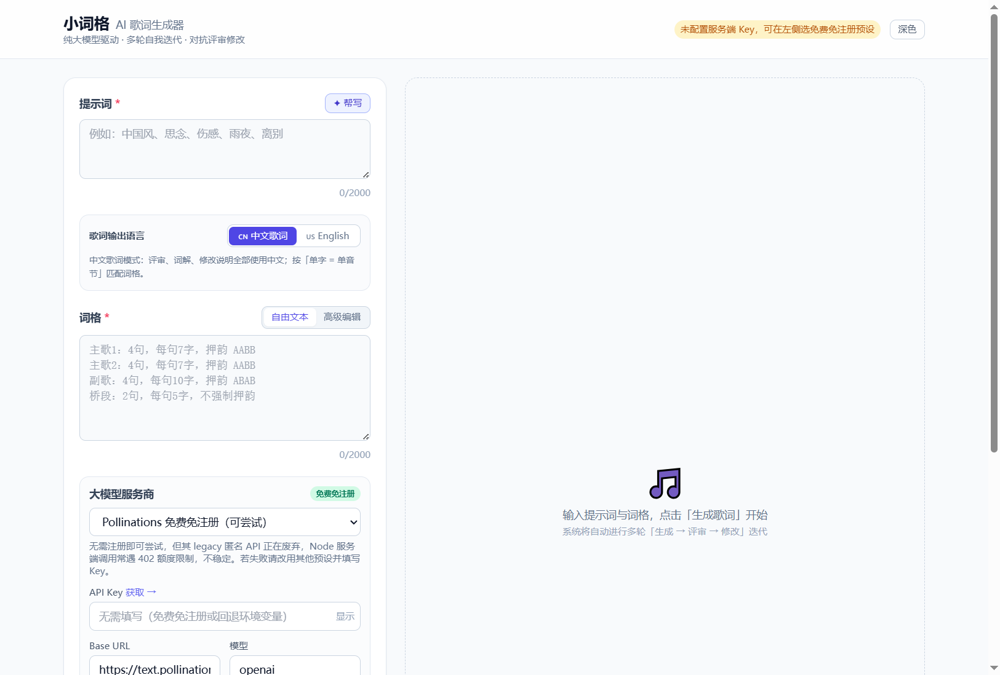 小词格 AI 歌词生成器
纯大模型驱动 · 多轮自我迭代 · 对抗评审修改
未配置服务端 Key，可在左侧选免费免注册预设
深色
提示词 *
✦ 帮写
例如：中国风、思念、伤感、雨夜、离别
0/2000
歌词输出语言
CN 中文歌词
US English
中文歌词模式：评审、词解、修改说明全部使用中文；按「单字 = 单音
节」匹配词格。
词格 *
自由文本
高级编辑
主歌1：4句，每句7字，押韵 AABB
主歌2：4句，每句7字，押韵 AABB
副歌：4句，每句10字，押韵 ABAB
桥段：2句，每句5字，不强制押韵
0/2000
大模型服务商
免费免注册
Pollinations 免费免注册（可尝试）
无需注册即可尝试，但其 legacy 匿名 API 正在废弃，Node 服务
端调用常遇 402 额度限制，不稳定。若失败请改用其他预设并填写
Key。
API Key 获取 →
无需填写（免费免注册或回退环境变量）
显示
Base URL
模型
https://text.pollination
openai
输入提示词与词格，点击「生成歌词」开始
系统将自动进行多轮「生成 → 评审 → 修改」迭代